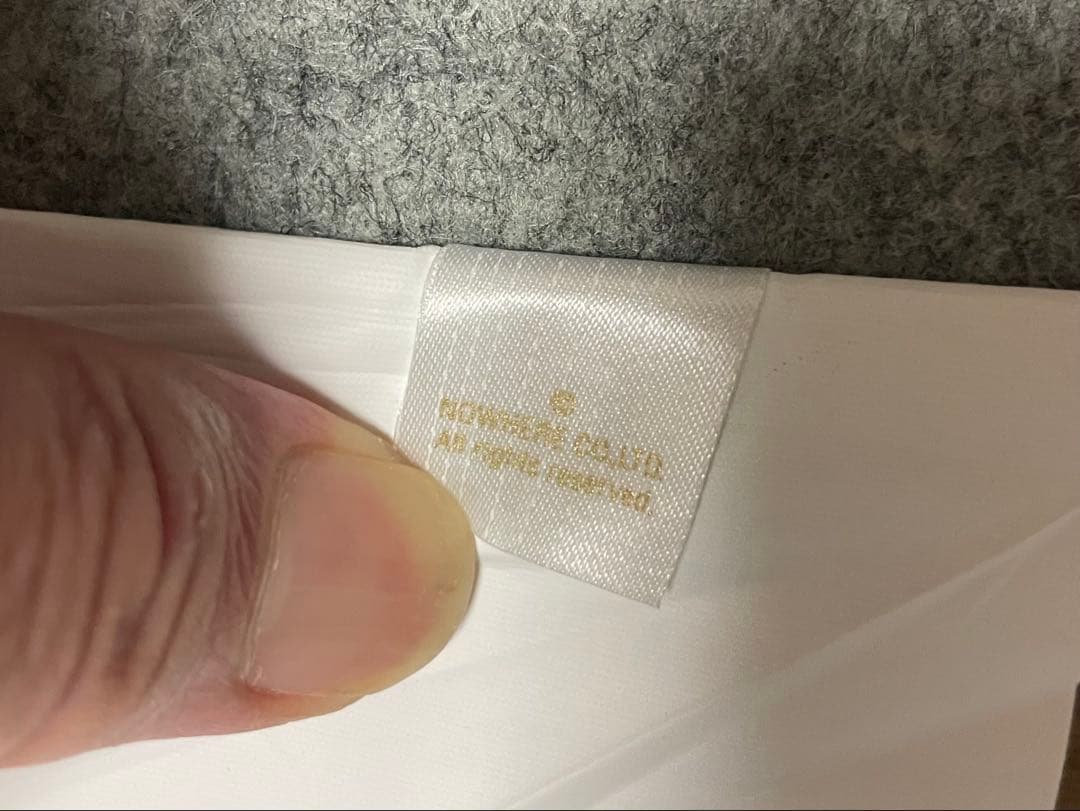 ©
NOWHERE CO.,LTD.
All rights reserved.